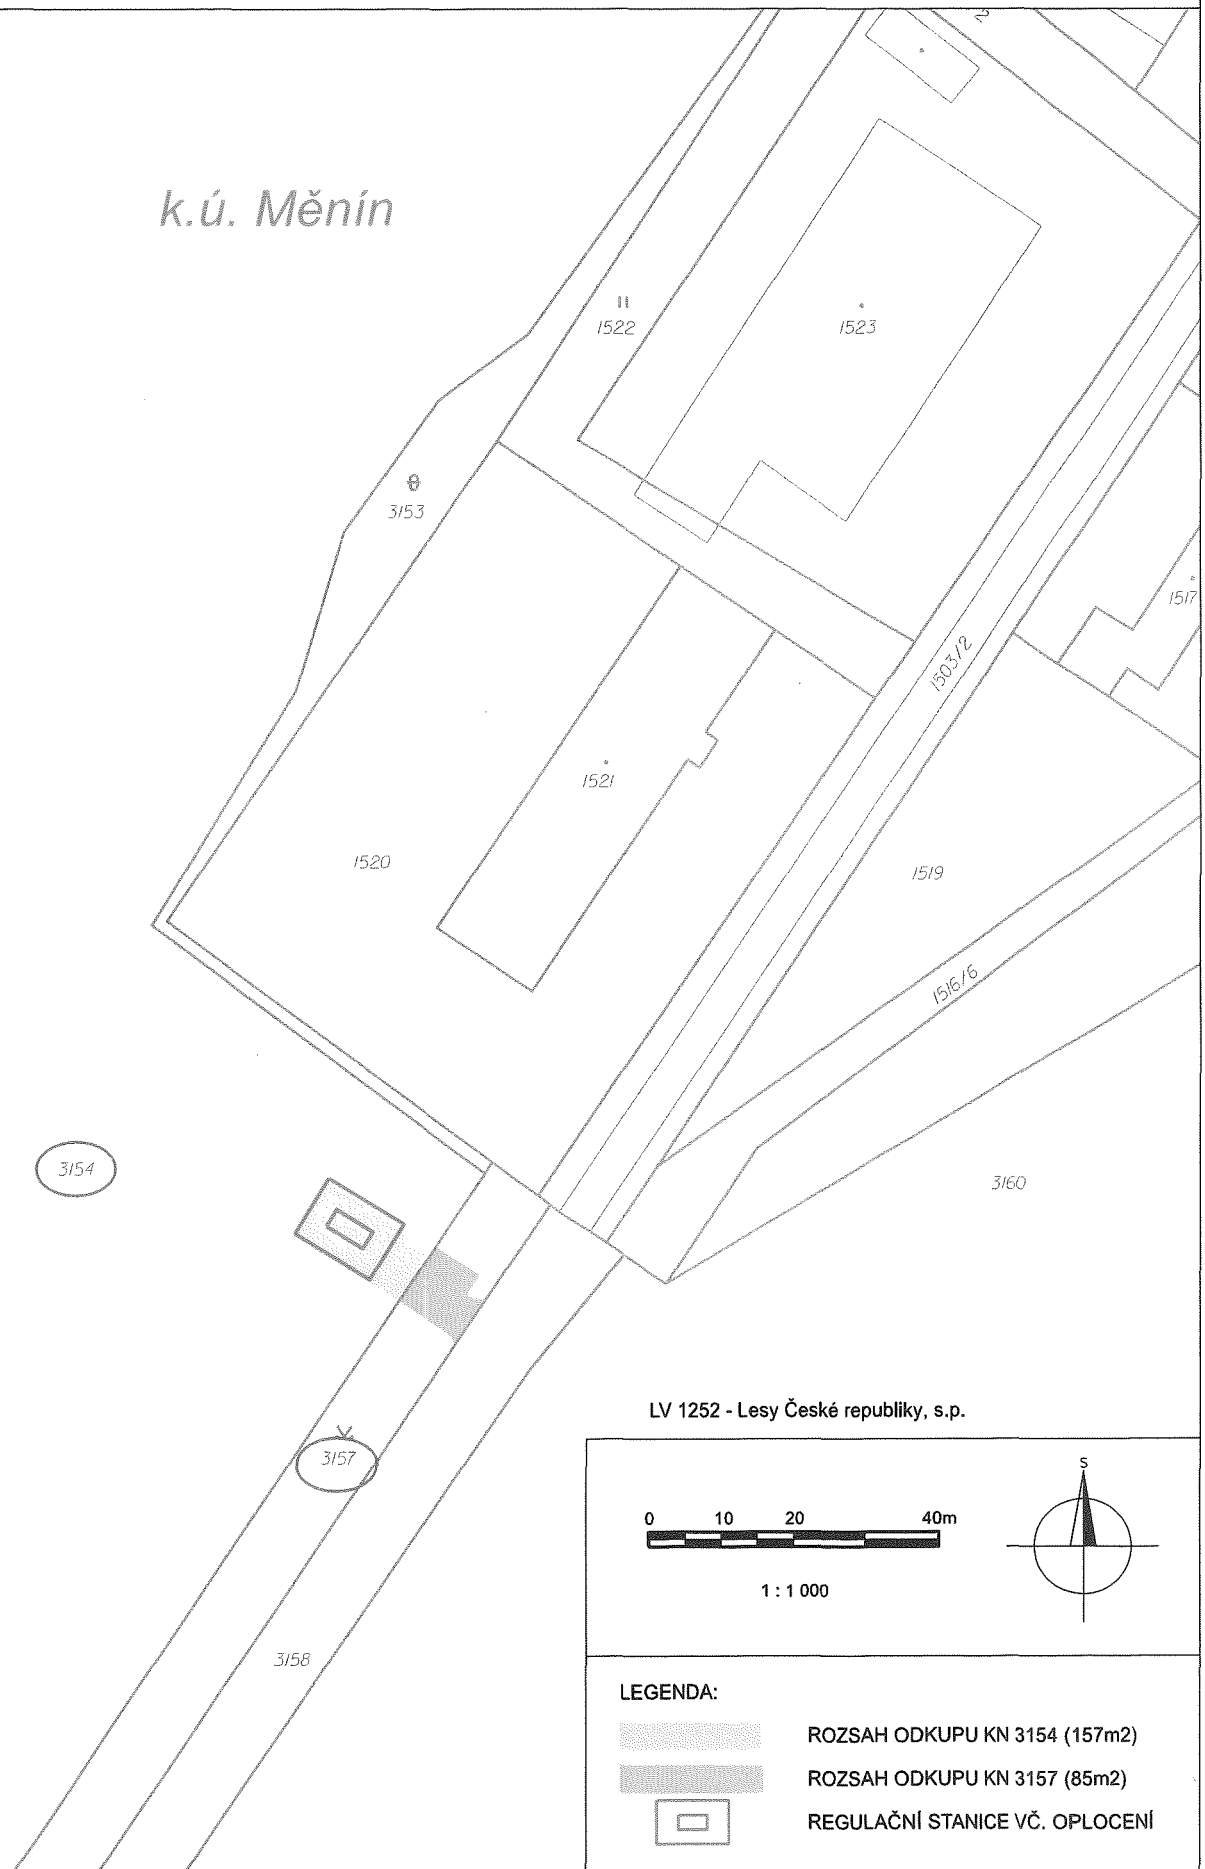 2
k.ú. Měnín
1522
1523
3153
1517
1503/2
1521
1520
1519
1516/6
3154
3160
LV 1252 - Lesy České republiky, s.p.
3157
S
0 10 20 40m
1 : 1 000
3158
LEGENDA:
ROZSAH ODKUPU KN 3154 (157m2)
ROZSAH ODKUPU KN 3157 (85m2)
REGULAČNÍ STANICE VČ. OPLOCENÍ